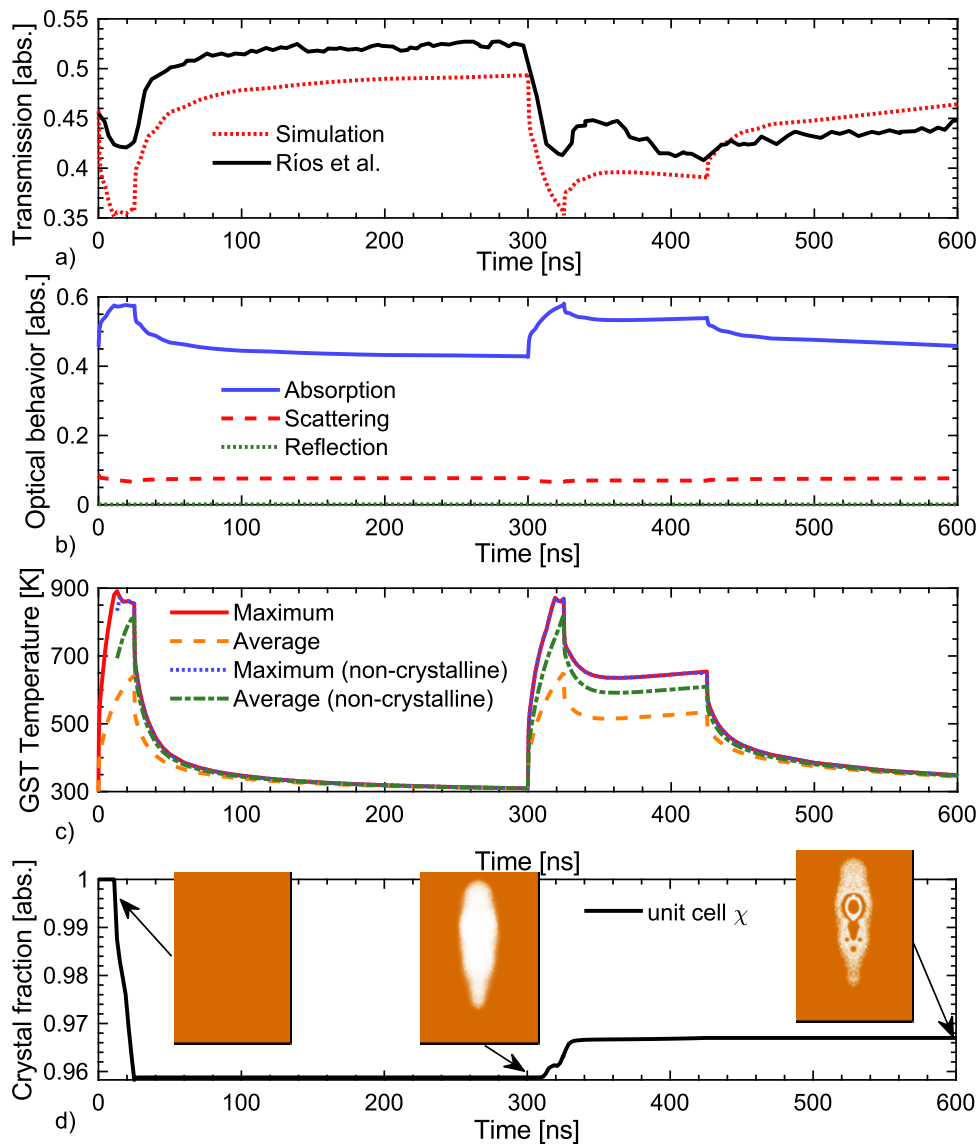 Transmission [abs.]
0.55
0.5
0.45
0.4
0.35
Simulation
Ríos et al.
0 100 200 300 400 500 600
Time [ns]
a)
Optical behavior [abs.]
0.6
0.4
0.2
0
Absorption
Scattering
Reflection
0 100 200 300 400 500 600
Time [ns]
b)
GST Temperature [K]
900
700
500
300
Maximum
Average
Maximum (non-crystalline)
Average (non-crystalline)
0 100 200 300 400 500 600
c)
Time [ns]
Crystal fraction [abs.]
1
0.99
0.98
0.97
0.96
unit cell χ
0 100 200 300 400 500 600
Time [ns]
d)